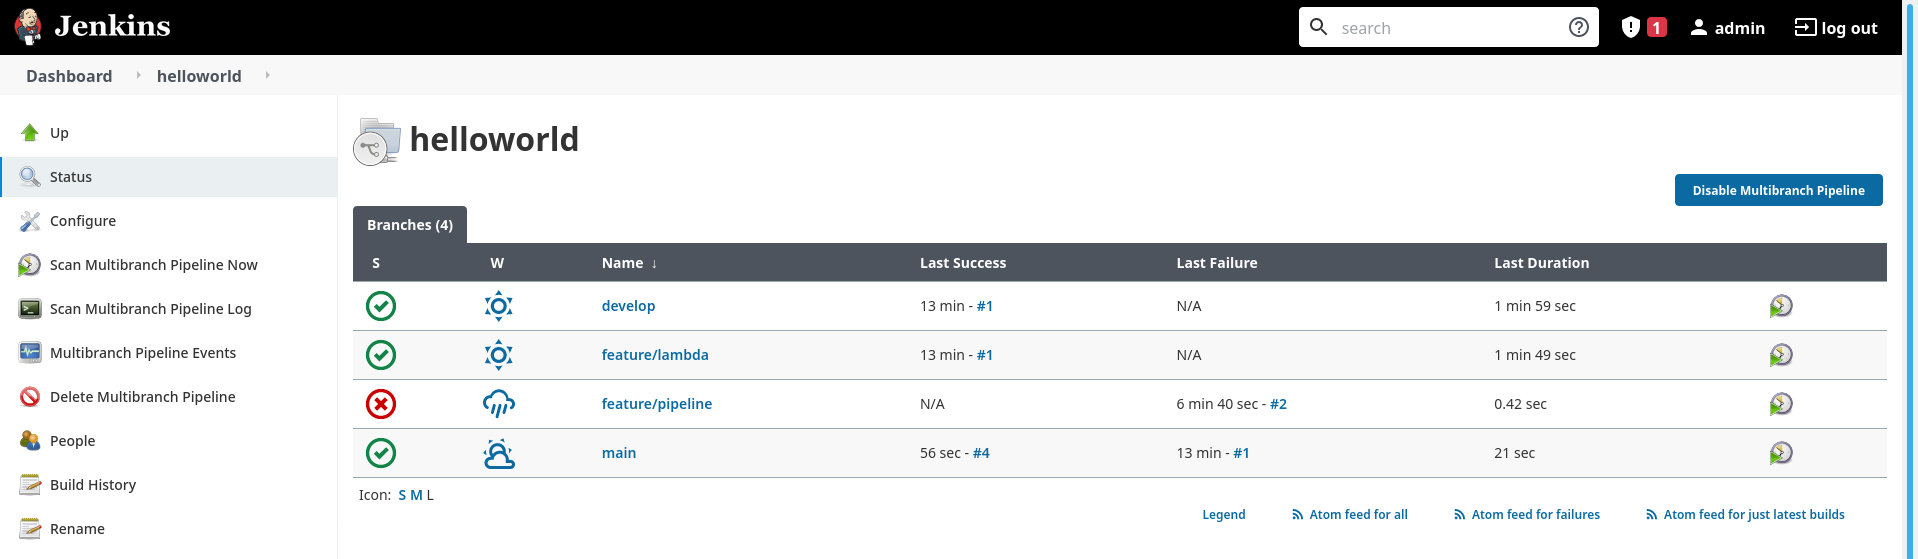 Jenkins
search
1
admin
log out
Dashboard
helloworld
Up
Status
Configure
Scan Multibranch Pipeline Now
Scan Multibranch Pipeline Log
Multibranch Pipeline Events
Delete Multibranch Pipeline
People
Build History
Rename
helloworld
Disable Multibranch Pipeline
Branches (4)
S W Name ↓ Last Success Last Failure Last Duration
develop 13 min - #1 N/A 1 min 59 sec
feature/lambda 13 min - #1 N/A 1 min 49 sec
feature/pipeline N/A 6 min 40 sec - #2 0.42 sec
main 56 sec - #4 13 min - #1 21 sec
Icon: S M L
Legend Atom feed for all Atom feed for failures Atom feed for just latest builds